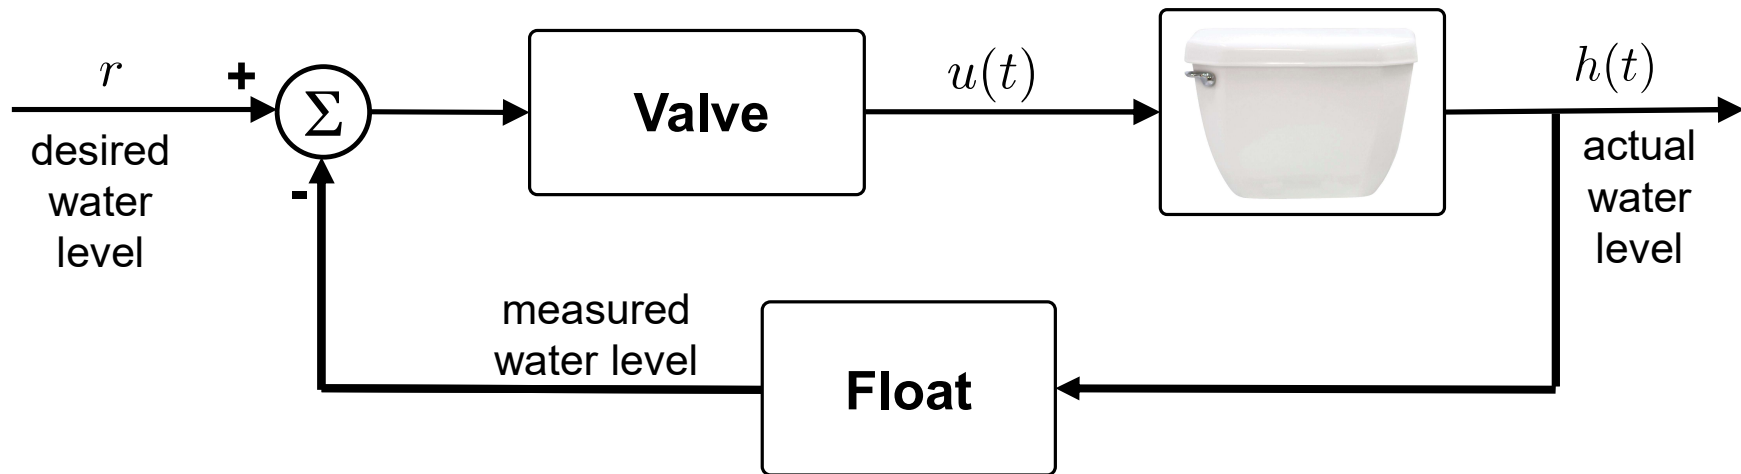 r
+
Σ
Valve
u(t)
h(t)
desired
water
level
-
actual
water
level
measured
water level
Float